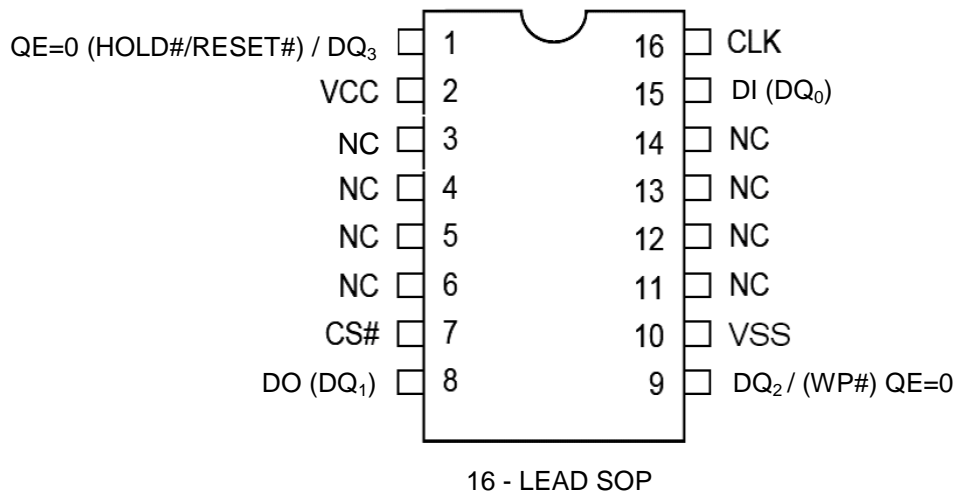 QE=0 (HOLD#/RESET#) / DQ₃ 1 16 CLK
VCC 2 15 DI (DQ₀)
NC 3 14 NC
NC 4 13 NC
NC 5 12 NC
NC 6 11 NC
CS# 7 10 VSS
DO (DQ₁) 8 9 DQ₂ / (WP#) QE=0
16 - LEAD SOP